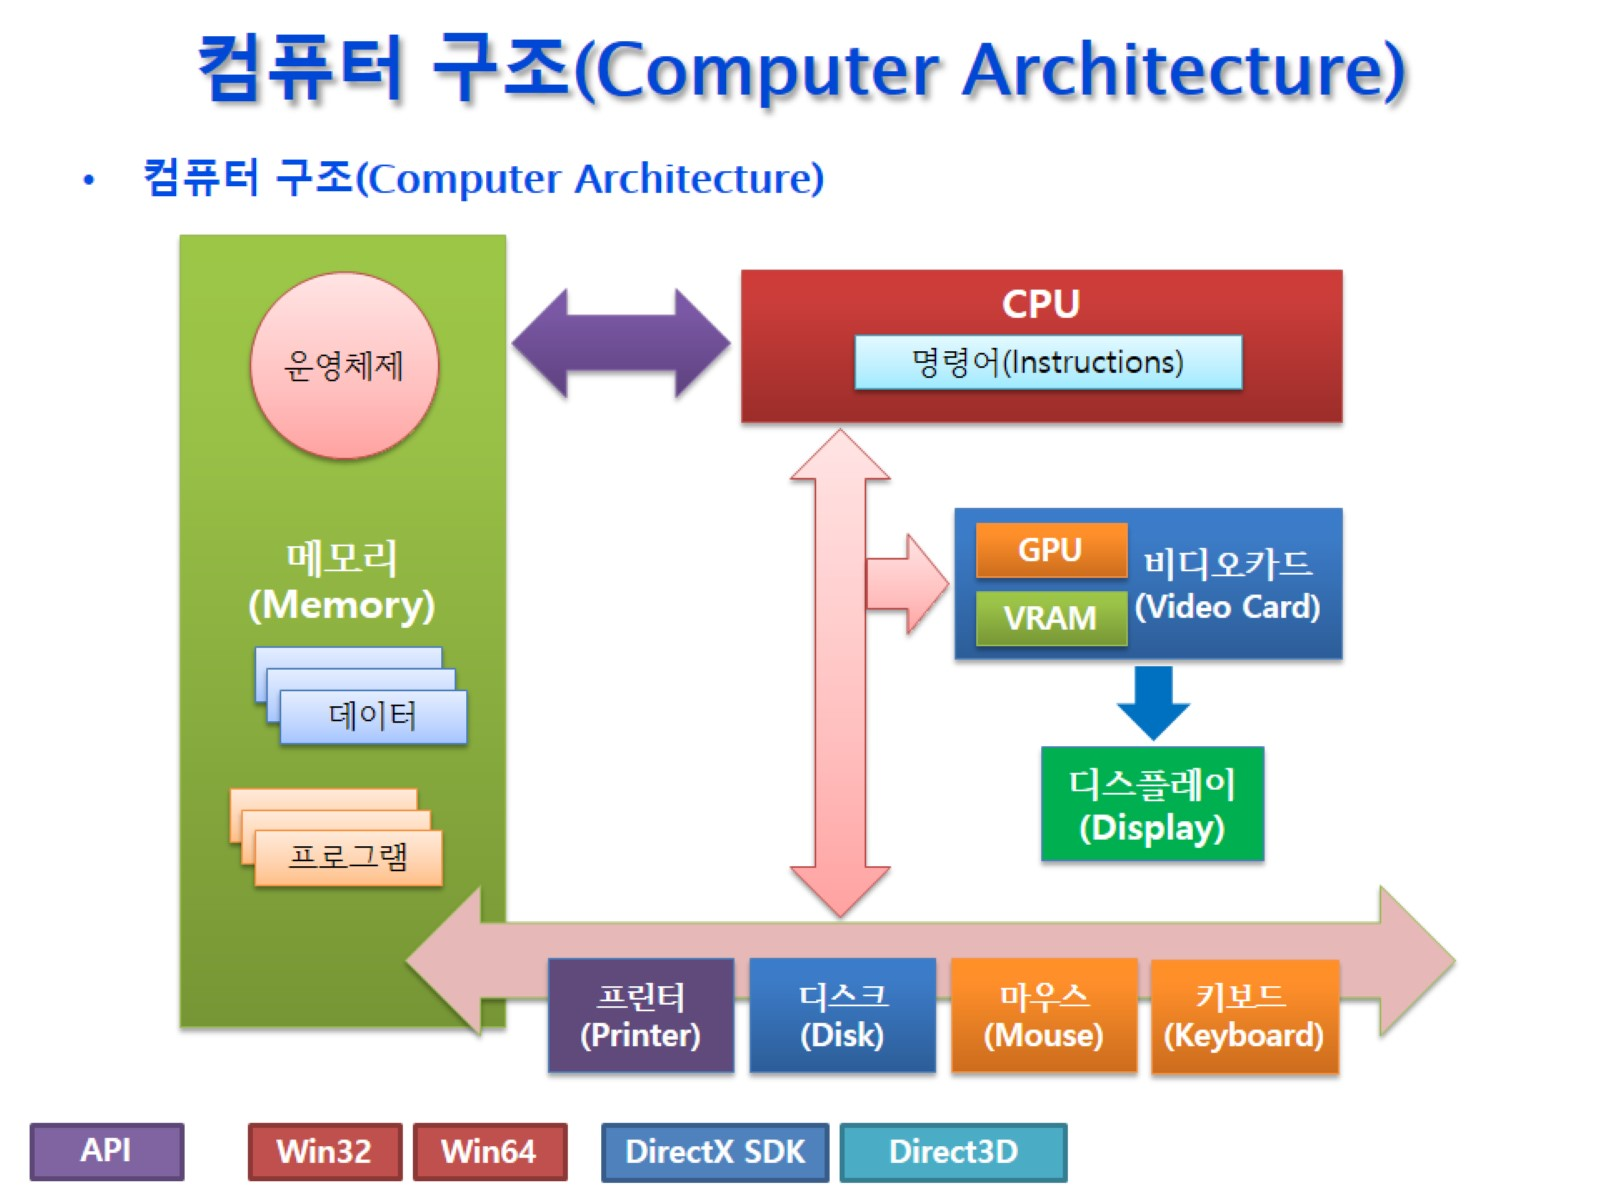 컴퓨터 구조(Computer Architecture)
• 컴퓨터 구조(Computer Architecture)
운영체제
메모리
(Memory)
데이터
프로그램
CPU
명령어(Instructions)
GPU
VRAM
비디오카드
(Video Card)
디스플레이
(Display)
프린터
(Printer)
디스크
(Disk)
마우스
(Mouse)
키보드
(Keyboard)
API
Win32
Win64
DirectX SDK
Direct3D